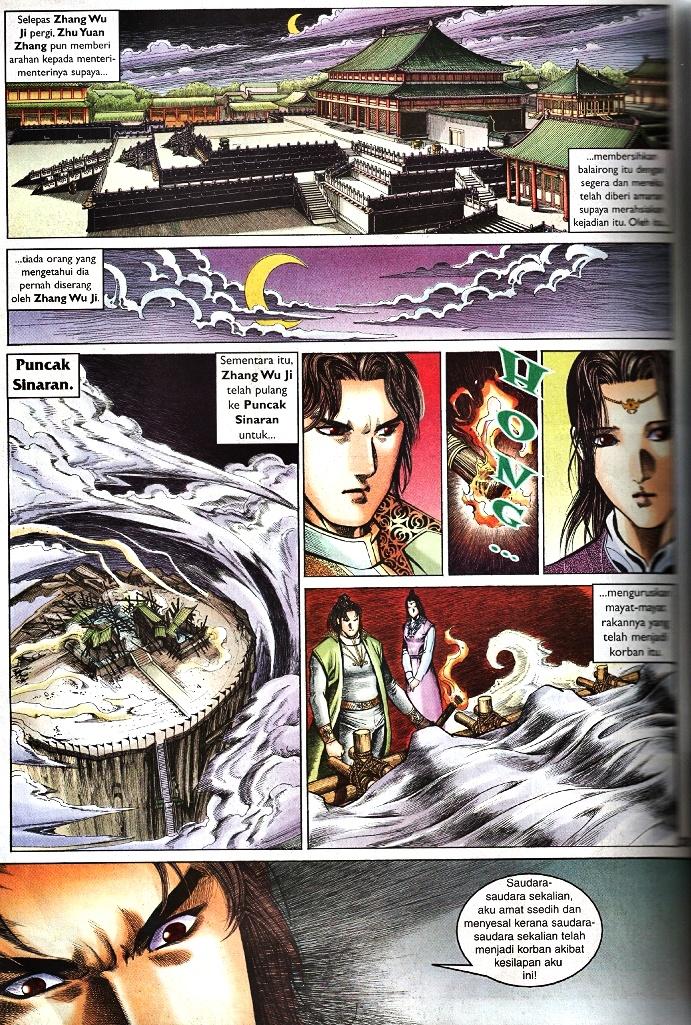 Selepas Zhang Wu
Ji pergi, Zhu Yuan
Zhang pun memberi
arahan kepada menteri-
menterinya supaya...
...membersihkan
balairong itu dengan
segera dan mereka
telah diberi amaran
supaya merahsiakan
kejadian itu. Oleh itu...
...tiada orang yang
mengetahui dia
pernah diserang
oleh Zhang Wu Ji.
Puncak
Sinaran.
Sementara itu,
Zhang Wu Ji
telah pulang
ke Puncak
Sinaran
untuk...
HONG...
...menguruskan
mayat-mayat
rakannya yang
telah menjadi
korban itu.
Saudara-
saudara sekalian,
aku amat ssedih dan
menyesal kerana saudara-
saudara sekalian telah
menjadi korban akibat
kesilapan aku
ini!